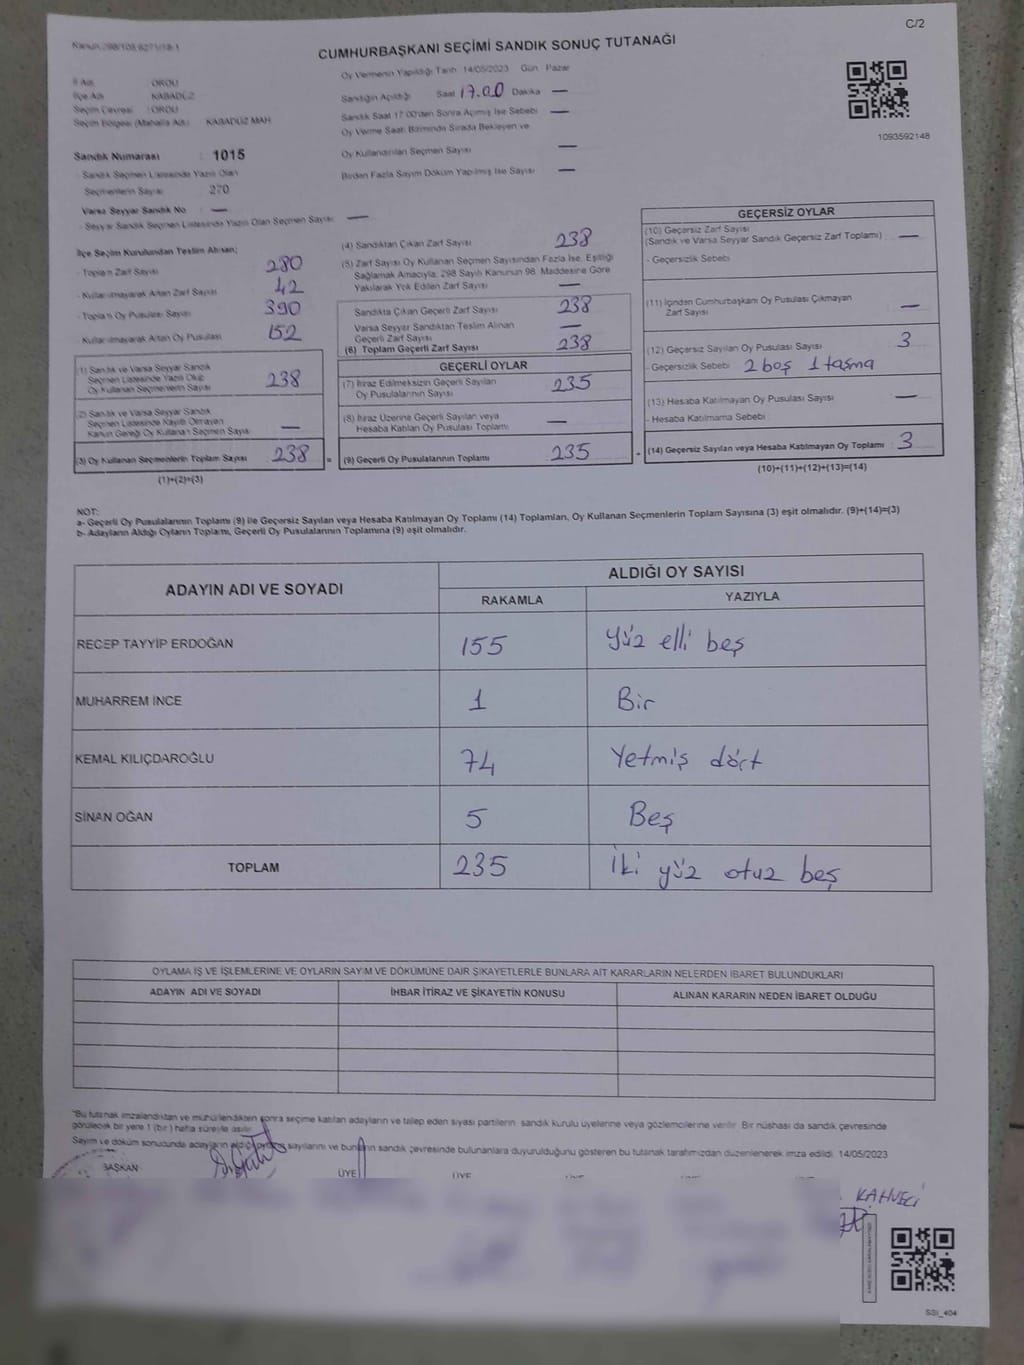 C/2
Kanun:298/108,6271/18-1
CUMHURBAŞKANI SEÇİMİ SANDIK SONUÇ TUTANAĞI
İl Adı : ORDU
İlçe Adı : KABADÜZ
Seçim Çevresi : ORDU
Seçim Bölgesi (Mahalle Adı) : KABADÜZ MAH
Oy Vermenin Yapıldığı Tarih 14/05/2023 Gün : Pazar
Sandığın Açıldığı Saat 17.00 Dakika —
Sandık Saat 17:00'den Sonra Açılmış İse Sebebi —
Oy Verme Saati Bitiminde Sırada Bekleyen ve
Oy Kullandırılan Seçmen Sayısı —
Birden Fazla Sayım Döküm Yapılmış İse Sayısı —
1093592148
Sandık Numarası : 1015
- Sandık Seçmen Listesinde Yazılı Olan
Seçmenlerin Sayısı 270
Varsa Seyyar Sandık No —
- Seyyar Sandık Seçmen Listesinde Yazılı Olan Seçmen Sayısı —
İlçe Seçim Kurulundan Teslim Alınan;
- Toplam Zarf Sayısı 280
- Kullanılmayarak Artan Zarf Sayısı 42
- Toplam Oy Pusulası Sayısı 390
- Kullanılmayarak Artan Oy Pusulası 152
(1) Sandık ve Varsa Seyyar Sandık
Seçmen Listesinde Yazılı Olup
Oy Kullanan Seçmenlerin Sayısı 238
(2) Sandık ve Varsa Seyyar Sandık
Seçmen Listesinde Kayıtlı Olmayan
Kanun Gereği Oy Kullanan Seçmen Sayısı —
(3) Oy Kullanan Seçmenlerin Toplam Sayısı 238 =
(1)+(2)=(3)
(4) Sandıktan Çıkan Zarf Sayısı 238
(5) Zarf Sayısı Oy Kullanan Seçmen Sayısından Fazla İse, Eşitliği
Sağlamak Amacıyla, 298 Sayılı Kanunun 98. Maddesine Göre
Yakılarak Yok Edilen Zarf Sayısı —
Sandıkta Çıkan Geçerli Zarf Sayısı 238
Varsa Seyyar Sandıktan Teslim Alınan
Geçerli Zarf Sayısı —
(6) Toplam Geçerli Zarf Sayısı 238
GEÇERLİ OYLAR
(7) İtiraz Edilmeksizin Geçerli Sayılan
Oy Pusulalarının Sayısı 235
(8) İtiraz Üzerine Geçerli Sayılan veya
Hesaba Katılan Oy Pusulası Toplamı —
(9) Geçerli Oy Pusulalarının Toplamı 235 +
GEÇERSİZ OYLAR
(10) Geçersiz Zarf Sayısı
(Sandık ve Varsa Seyyar Sandık Geçersiz Zarf Toplamı) : —
- Geçersizlik Sebebi :
(11) İçinden Cumhurbaşkanı Oy Pusulası Çıkmayan
Zarf Sayısı —
(12) Geçersiz Sayılan Oy Pusulası Sayısı 3
- Geçersizlik Sebebi 2 boş 1 taşma
(13) Hesaba Katılmayan Oy Pusulası Sayısı —
- Hesaba Katılmama Sebebi :
(14) Geçersiz Sayılan veya Hesaba Katılmayan Oy Toplamı : 3
(10)+(11)+(12)+(13)=(14)
NOT:
a- Geçerli Oy Pusulalarının Toplamı (9) ile Geçersiz Sayılan veya Hesaba Katılmayan Oy Toplamı (14) Toplamları, Oy Kullanan Seçmenlerin Toplam Sayısına (3) eşit olmalıdır. (9)+(14)=(3)
b- Adayların Aldığı Oyların Toplamı, Geçerli Oy Pusulalarının Toplamına (9) eşit olmalıdır.
ADAYIN ADI VE SOYADI
ALDIĞI OY SAYISI
RAKAMLA YAZIYLA
RECEP TAYYİP ERDOĞAN 155 yüz elli beş
MUHARREM İNCE 1 Bir
KEMAL KILIÇDAROĞLU 74 Yetmiş dört
SİNAN OĞAN 5 Beş
TOPLAM 235 İki yüz otuz beş
OYLAMA İŞ VE İŞLEMLERİNE VE OYLARIN SAYIM VE DÖKÜMÜNE DAİR ŞİKAYETLERLE BUNLARA AİT KARARLARIN NELERDEN İBARET BULUNDUKLARI
ADAYIN ADI VE SOYADI İHBAR İTİRAZ VE ŞİKAYETİN KONUSU ALINAN KARARIN NEDEN İBARET OLDUĞU
"Bu tutanak imzalandıktan ve mühürlendikten sonra seçime katılan adayların ve talep eden siyasi partilerin sandık kurulu üyelerine veya gözlemcilerine verilir. Bir nüshası da sandık çevresinde
görülecek bir yere 1 (bir) hafta süreyle asılır.
Sayım ve döküm sonucunda adayların aldığı oyların sayılarını ve bunların sandık çevresinde bulunanlara duyurulduğunu gösteren bu tutanak tarafımızdan düzenlenerek imza edildi. 14/05/2023
BAŞKAN ÜYE ÜYE
KAHVECİ
SSI_404